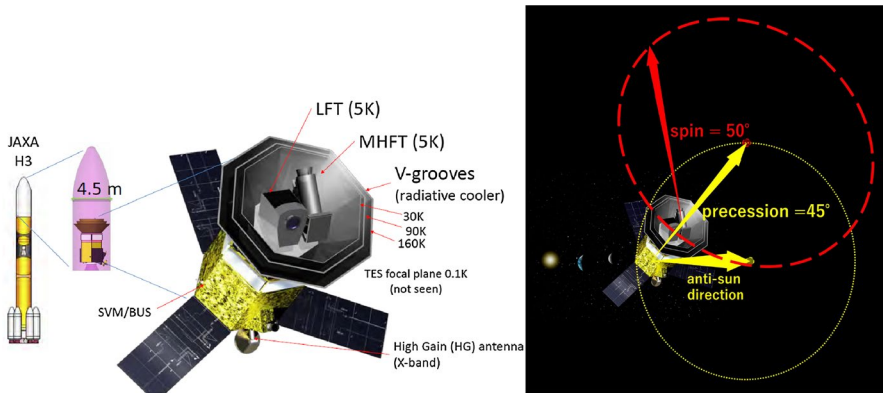 JAXA
H3
4.5 m
LFT (5K)
MHFT (5K)
V-grooves
(radiative cooler)
30K
90K
160K
TES focal plane 0.1K
(not seen)
SVM/BUS
High Gain (HG) antenna
(X-band)
spin = 50°
precession =45°
anti-sun
direction